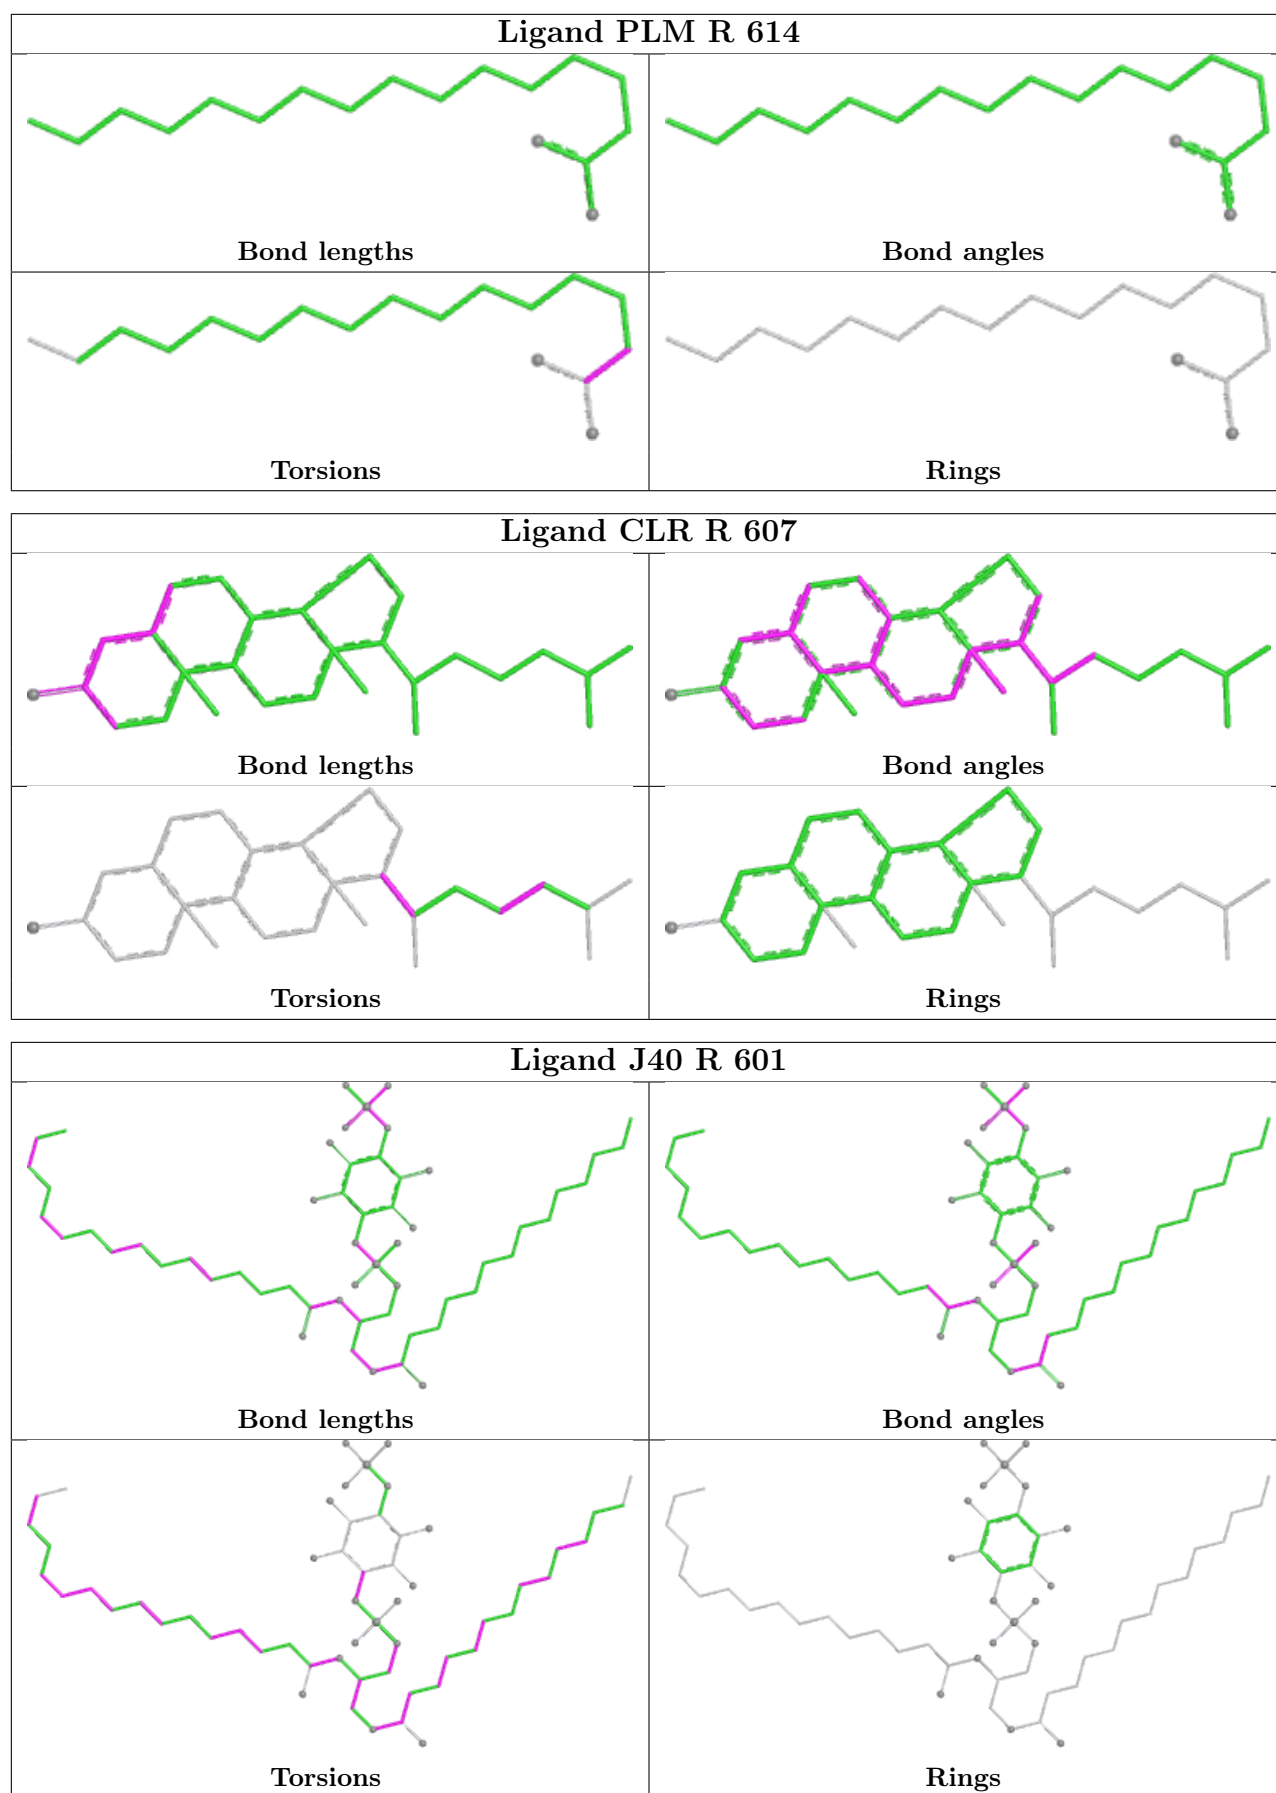 Ligand PLM R 614
Bond lengths
Bond angles
Torsions
Rings
Ligand CLR R 607
Bond lengths
Bond angles
Torsions
Rings
Ligand J40 R 601
Bond lengths
Bond angles
Torsions
Rings